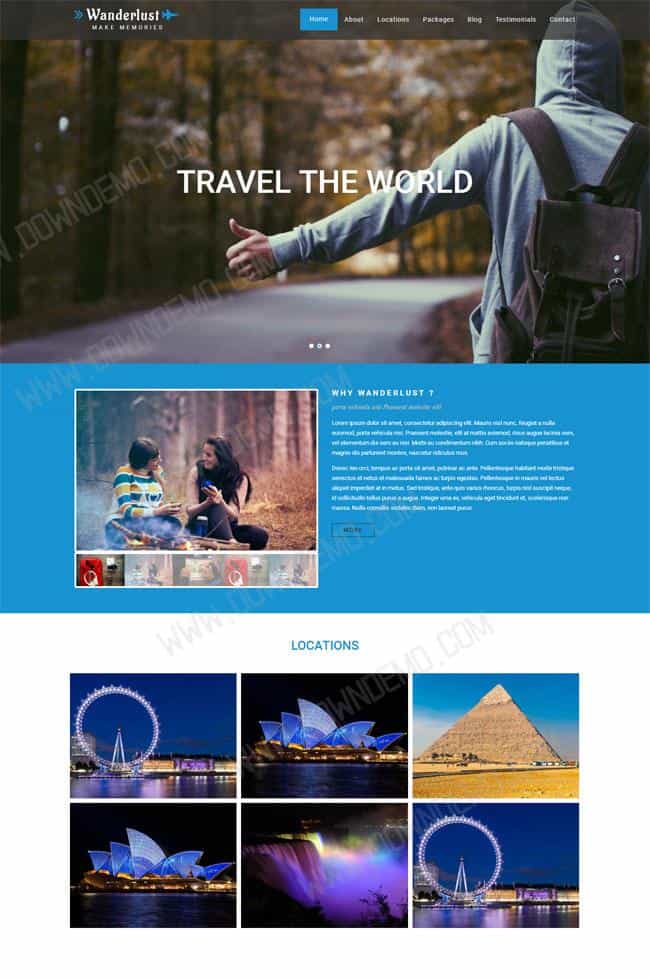 Wanderlust
MAKE MEMORIES
Home About Locations Packages Blog Testimonials Contact
TRAVEL THE WORLD
WHY WANDERLUST ?
porta vehicula nisi Praesent molestie elit
Lorem ipsum dolor sit amet, consectetur adipiscing elit. Mauris nisl nunc, feugiat a nulla
euismod, porta vehicula nisi. Praesent molestie, elit at mattis euismod, risus augue lacinia sem,
vel elementum dui sem eu nisi. Morbi ac condimentum nibh. Cum sociis natoque penatibus et
magnis dis parturient montes, nascetur ridiculus mus.
Donec leo orci, tempus ac porta sit amet, pulvinar ac ante. Pellentesque habitant morbi tristique
senectus et netus et malesuada fames ac turpis egestas. Pellentesque in mauris vel lectus
aliquet imperdiet at in metus. Sed tristique, ante quis varius rhoncus, turpis nisl suscipit neque,
id sollicitudin tellus purus a augue. Integer urna ex, vehicula eget tincidunt et, scelerisque non
massa. Nulla convallis sodales diam, non laoreet purus
MORE
LOCATIONS
WWW.DOWNDEMO.COM
WWW.DOWNDEMO.COM